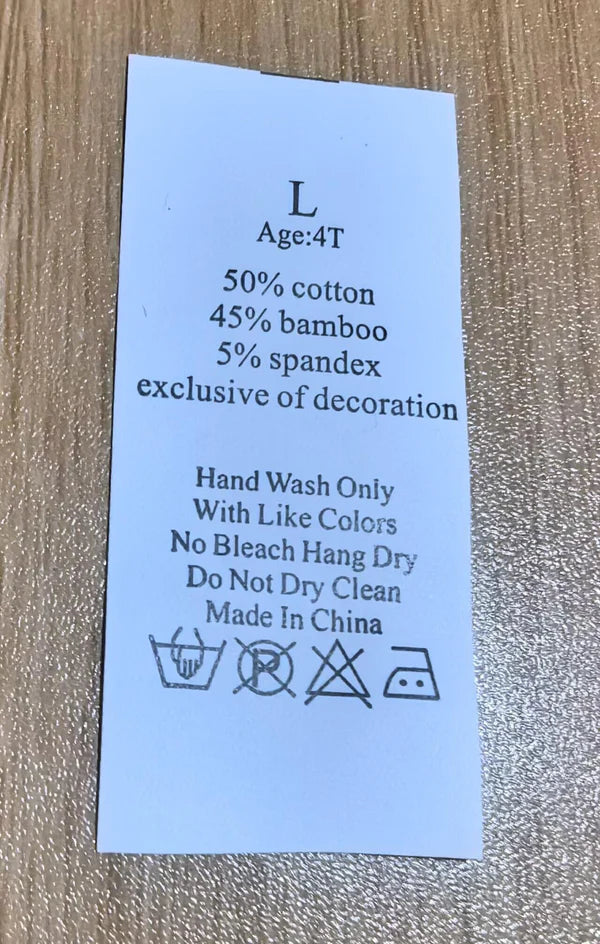 L
Age:4T
50% cotton
45% bamboo
5% spandex
exclusive of decoration
Hand Wash Only
With Like Colors
No Bleach Hang Dry
Do Not Dry Clean
Made In China
P